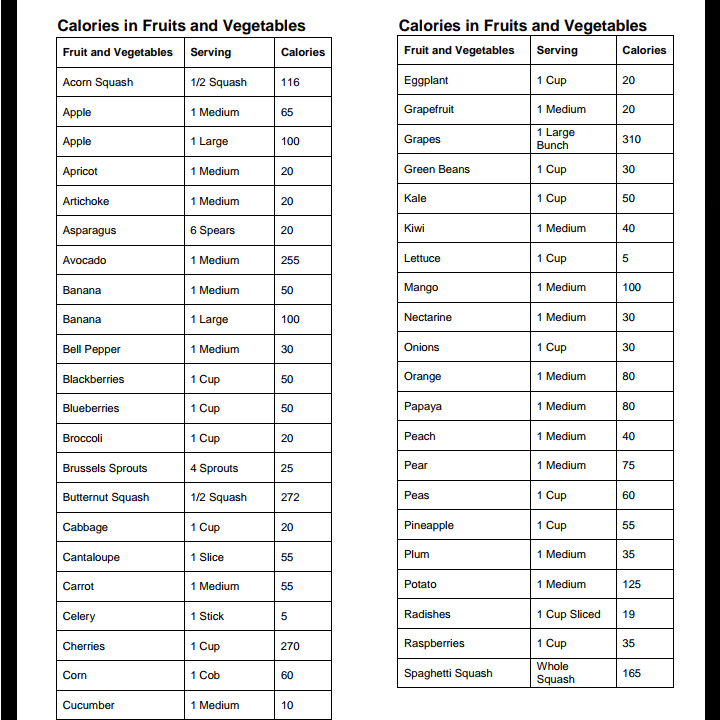 Calories in Fruits and Vegetables
Fruit and Vegetables Serving Calories
Acorn Squash 1/2 Squash 116
Apple 1 Medium 65
Apple 1 Large 100
Apricot 1 Medium 20
Artichoke 1 Medium 20
Asparagus 6 Spears 20
Avocado 1 Medium 255
Banana 1 Medium 50
Banana 1 Large 100
Bell Pepper 1 Medium 30
Blackberries 1 Cup 50
Blueberries 1 Cup 50
Broccoli 1 Cup 20
Brussels Sprouts 4 Sprouts 25
Butternut Squash 1/2 Squash 272
Cabbage 1 Cup 20
Cantaloupe 1 Slice 55
Carrot 1 Medium 55
Celery 1 Stick 5
Cherries 1 Cup 270
Corn 1 Cob 60
Cucumber 1 Medium 10
Calories in Fruits and Vegetables
Fruit and Vegetables Serving Calories
Eggplant 1 Cup 20
Grapefruit 1 Medium 20
Grapes 1 Large Bunch 310
Green Beans 1 Cup 30
Kale 1 Cup 50
Kiwi 1 Medium 40
Lettuce 1 Cup 5
Mango 1 Medium 100
Nectarine 1 Medium 30
Onions 1 Cup 30
Orange 1 Medium 80
Papaya 1 Medium 80
Peach 1 Medium 40
Pear 1 Medium 75
Peas 1 Cup 60
Pineapple 1 Cup 55
Plum 1 Medium 35
Potato 1 Medium 125
Radishes 1 Cup Sliced 19
Raspberries 1 Cup 35
Spaghetti Squash Whole Squash 165